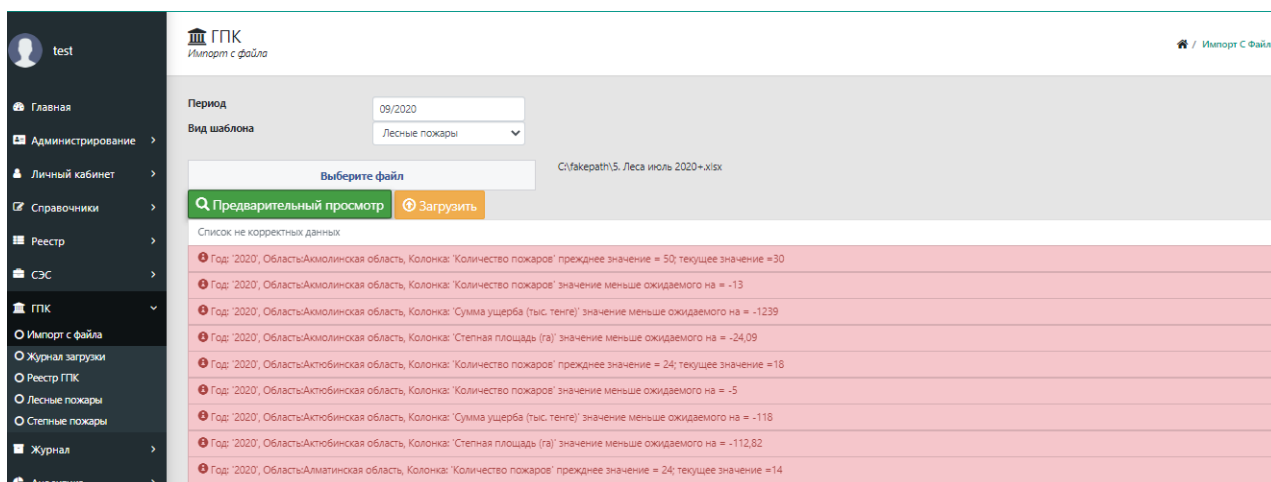 test
Главная
Администрирование
Личный кабинет
Справочники
Реестр
СЭС
ГПК
Импорт с файла
Журнал загрузки
Реестр ГПК
Лесные пожары
Степные пожары
Журнал
ГПК
Импорт с файла
/ Импорт С Файл
Период
09/2020
Вид шаблона
Лесные пожары
Выберите файл
C:\fakepath\5. Леса июль 2020+.xlsx
Предварительный просмотр
Загрузить
Список не корректных данных
Год: '2020', Область:Акмолинская область, Колонка: 'Количество пожаров' прежднее значение = 50; текущее значение =30
Год: '2020', Область:Акмолинская область, Колонка: 'Количество пожаров' значение меньше ожидаемого на = -13
Год: '2020', Область:Акмолинская область, Колонка: 'Сумма ущерба (тыс. тенге)' значение меньше ожидаемого на = -1239
Год: '2020', Область:Акмолинская область, Колонка: 'Степная площадь (га)' значение меньше ожидаемого на = -24,09
Год: '2020', Область:Актюбинская область, Колонка: 'Количество пожаров' прежднее значение = 24; текущее значение =18
Год: '2020', Область:Актюбинская область, Колонка: 'Количество пожаров' значение меньше ожидаемого на = -5
Год: '2020', Область:Актюбинская область, Колонка: 'Сумма ущерба (тыс. тенге)' значение меньше ожидаемого на = -118
Год: '2020', Область:Актюбинская область, Колонка: 'Степная площадь (га)' значение меньше ожидаемого на = -112,82
Год: '2020', Область:Алматинская область, Колонка: 'Количество пожаров' прежднее значение = 24; текущее значение =14